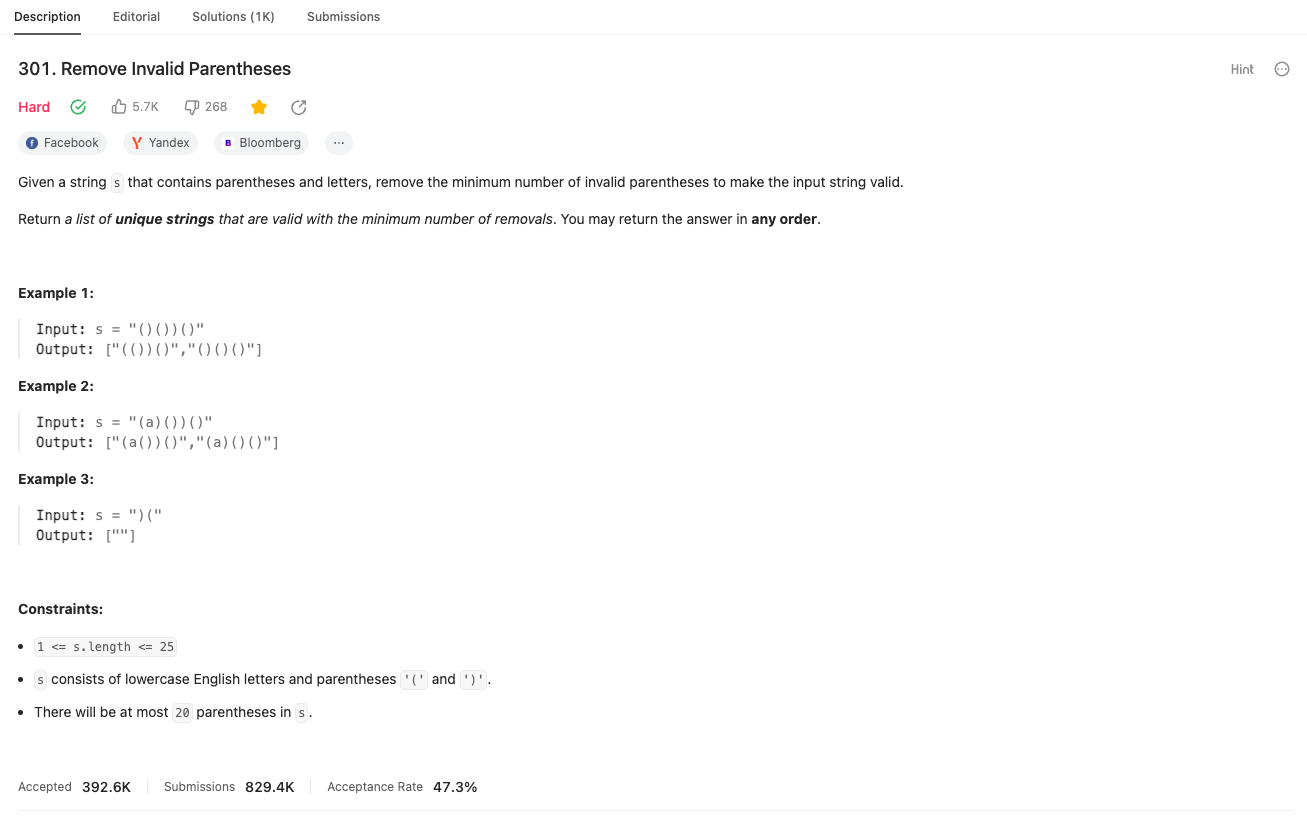 Description Editorial Solutions (1K) Submissions
301. Remove Invalid Parentheses Hint
Hard 5.7K 268
Facebook Yandex B Bloomberg ...
Given a string s that contains parentheses and letters, remove the minimum number of invalid parentheses to make the input string valid.
Return a list of unique strings that are valid with the minimum number of removals. You may return the answer in any order.
Example 1:
Input: s = "()())()"
Output: ["(())()","()()()"]
Example 2:
Input: s = "(a)())()"
Output: ["(a())()","(a)()()"]
Example 3:
Input: s = ")("
Output: [""]
Constraints:
• 1 <= s.length <= 25
• s consists of lowercase English letters and parentheses '(' and ')'.
• There will be at most 20 parentheses in s.
Accepted 392.6K Submissions 829.4K Acceptance Rate 47.3%